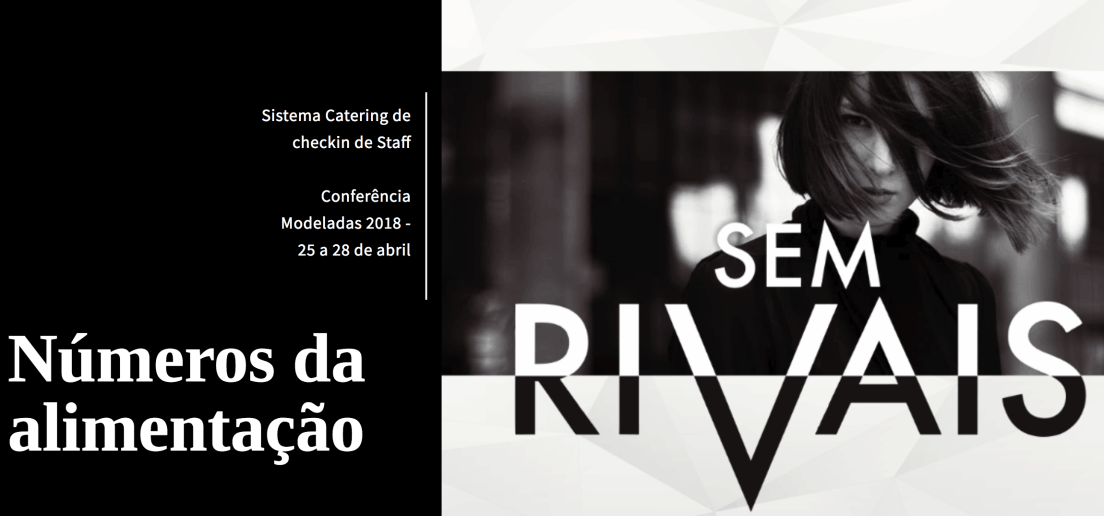 Sistema Catering de
checkin de Staff
Conferência
Modeladas 2018 -
25 a 28 de abril
Números da
alimentação
SEM
RIVAIS